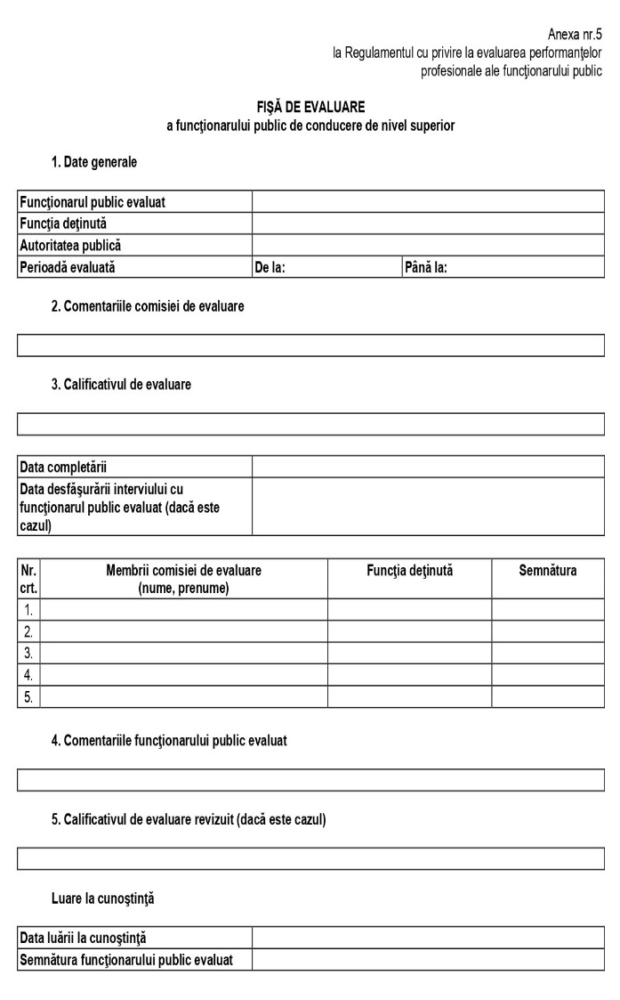 Anexa nr.5
la Regulamentul cu privire la evaluarea performanţelor
profesionale ale funcţionarului public
FIŞĂ DE EVALUARE
a funcţionarului public de conducere de nivel superior
1. Date generale
Funcţionarul public evaluat
Funcţia deţinută
Autoritatea publică
Perioadă evaluată De la: Până la:
2. Comentariile comisiei de evaluare
3. Calificativul de evaluare
Data completării
Data desfăşurării interviului cu
funcţionarul public evaluat (dacă este
cazul)
Nr. Membrii comisiei de evaluare Funcţia deţinută Semnătura
crt. (nume, prenume)
1.
2.
3.
4.
5.
4. Comentariile funcţionarului public evaluat
5. Calificativul de evaluare revizuit (dacă este cazul)
Luare la cunoştinţă
Data luării la cunoştinţă
Semnătura funcţionarului public evaluat